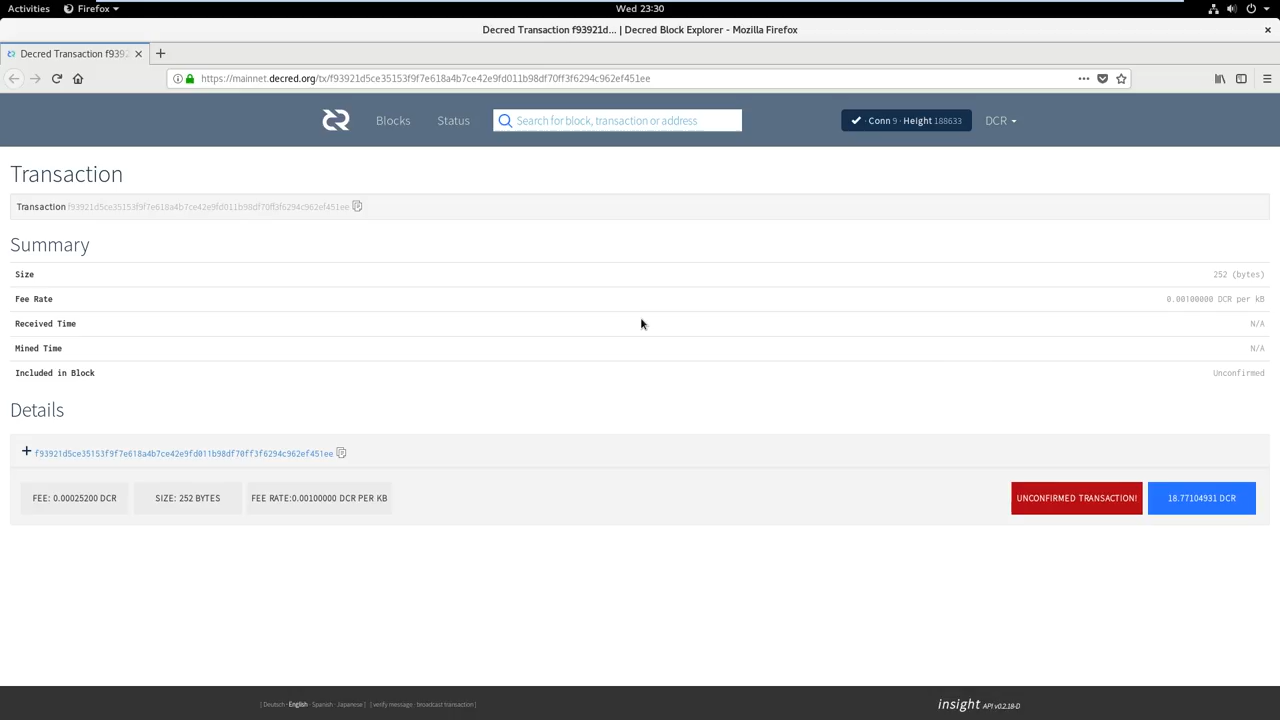 Activities Firefox Wed 23:30
Decred Transaction f93921d... | Decred Block Explorer - Mozilla Firefox
Decred Transaction f9392
https://mainnet.decred.org/tx/f93921d5ce35153f9f7e618a4b7ce42e9fd011b98df70ff3f6294c962ef451ee
Blocks Status Search for block, transaction or address ✔ · Conn 9 · Height 188633 DCR
Transaction
Transaction f93921d5ce35153f9f7e618a4b7ce42e9fd011b98df70ff3f6294c962ef451ee
Summary
Size 252 (bytes)
Fee Rate 0.00100000 DCR per kB
Received Time N/A
Mined Time N/A
Included in Block Unconfirmed
Details
+ f93921d5ce35153f9f7e618a4b7ce42e9fd011b98df70ff3f6294c962ef451ee
FEE: 0.00025200 DCR SIZE: 252 BYTES FEE RATE:0.00100000 DCR PER KB UNCONFIRMED TRANSACTION! 18.77104931 DCR
[ Deutsch · English · Spanish · Japanese ] [ verify message · broadcast transaction ] insight API v0.2.18-D